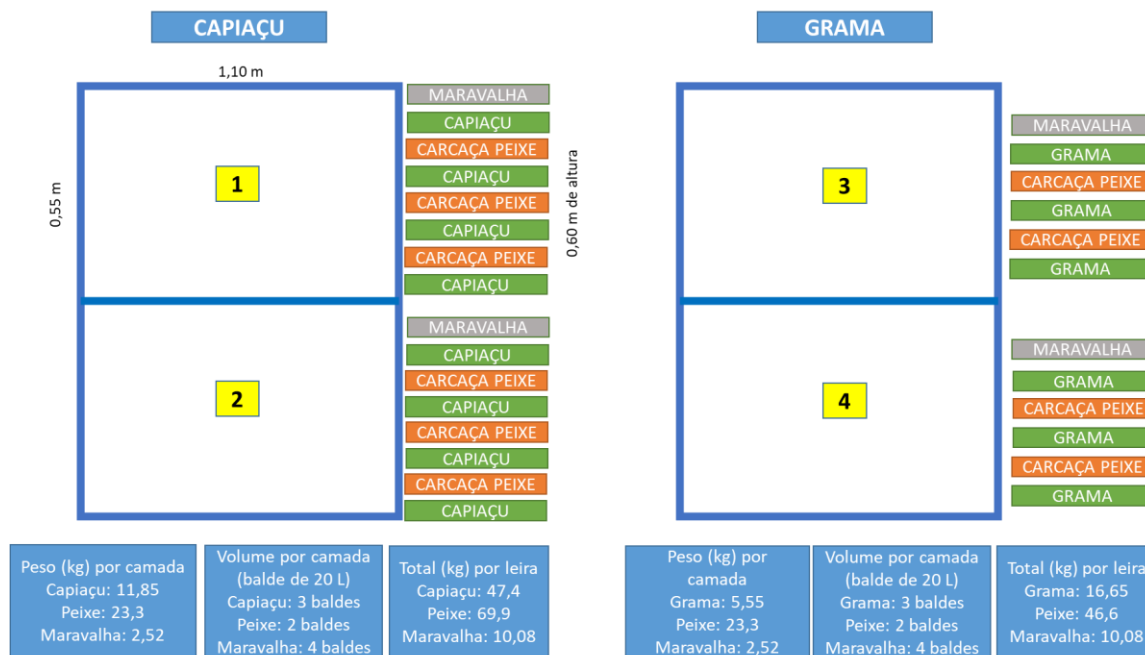 CAPIAÇU
1,10 m
0,55 m
1
2
MARAVALHA
CAPIAÇU
CARCAÇA PEIXE
CAPIAÇU
CARCAÇA PEIXE
CAPIAÇU
CARCAÇA PEIXE
CAPIAÇU
MARAVALHA
CAPIAÇU
CARCAÇA PEIXE
CAPIAÇU
CARCAÇA PEIXE
CAPIAÇU
CARCAÇA PEIXE
CAPIAÇU
0,60 m de altura
Peso (kg) por camada
Capiaçu: 11,85
Peixe: 23,3
Maravalha: 2,52
Volume por camada
(balde de 20 L)
Capiaçu: 3 baldes
Peixe: 2 baldes
Maravalha: 4 baldes
Total (kg) por leira
Capiaçu: 47,4
Peixe: 69,9
Maravalha: 10,08
GRAMA
3
4
MARAVALHA
GRAMA
CARCAÇA PEIXE
GRAMA
CARCAÇA PEIXE
GRAMA
MARAVALHA
GRAMA
CARCAÇA PEIXE
GRAMA
CARCAÇA PEIXE
GRAMA
Peso (kg) por
camada
Grama: 5,55
Peixe: 23,3
Maravalha: 2,52
Volume por camada
(balde de 20 L)
Grama: 3 baldes
Peixe: 2 baldes
Maravalha: 4 baldes
Total (kg) por leira
Grama: 16,65
Peixe: 46,6
Maravalha: 10,08